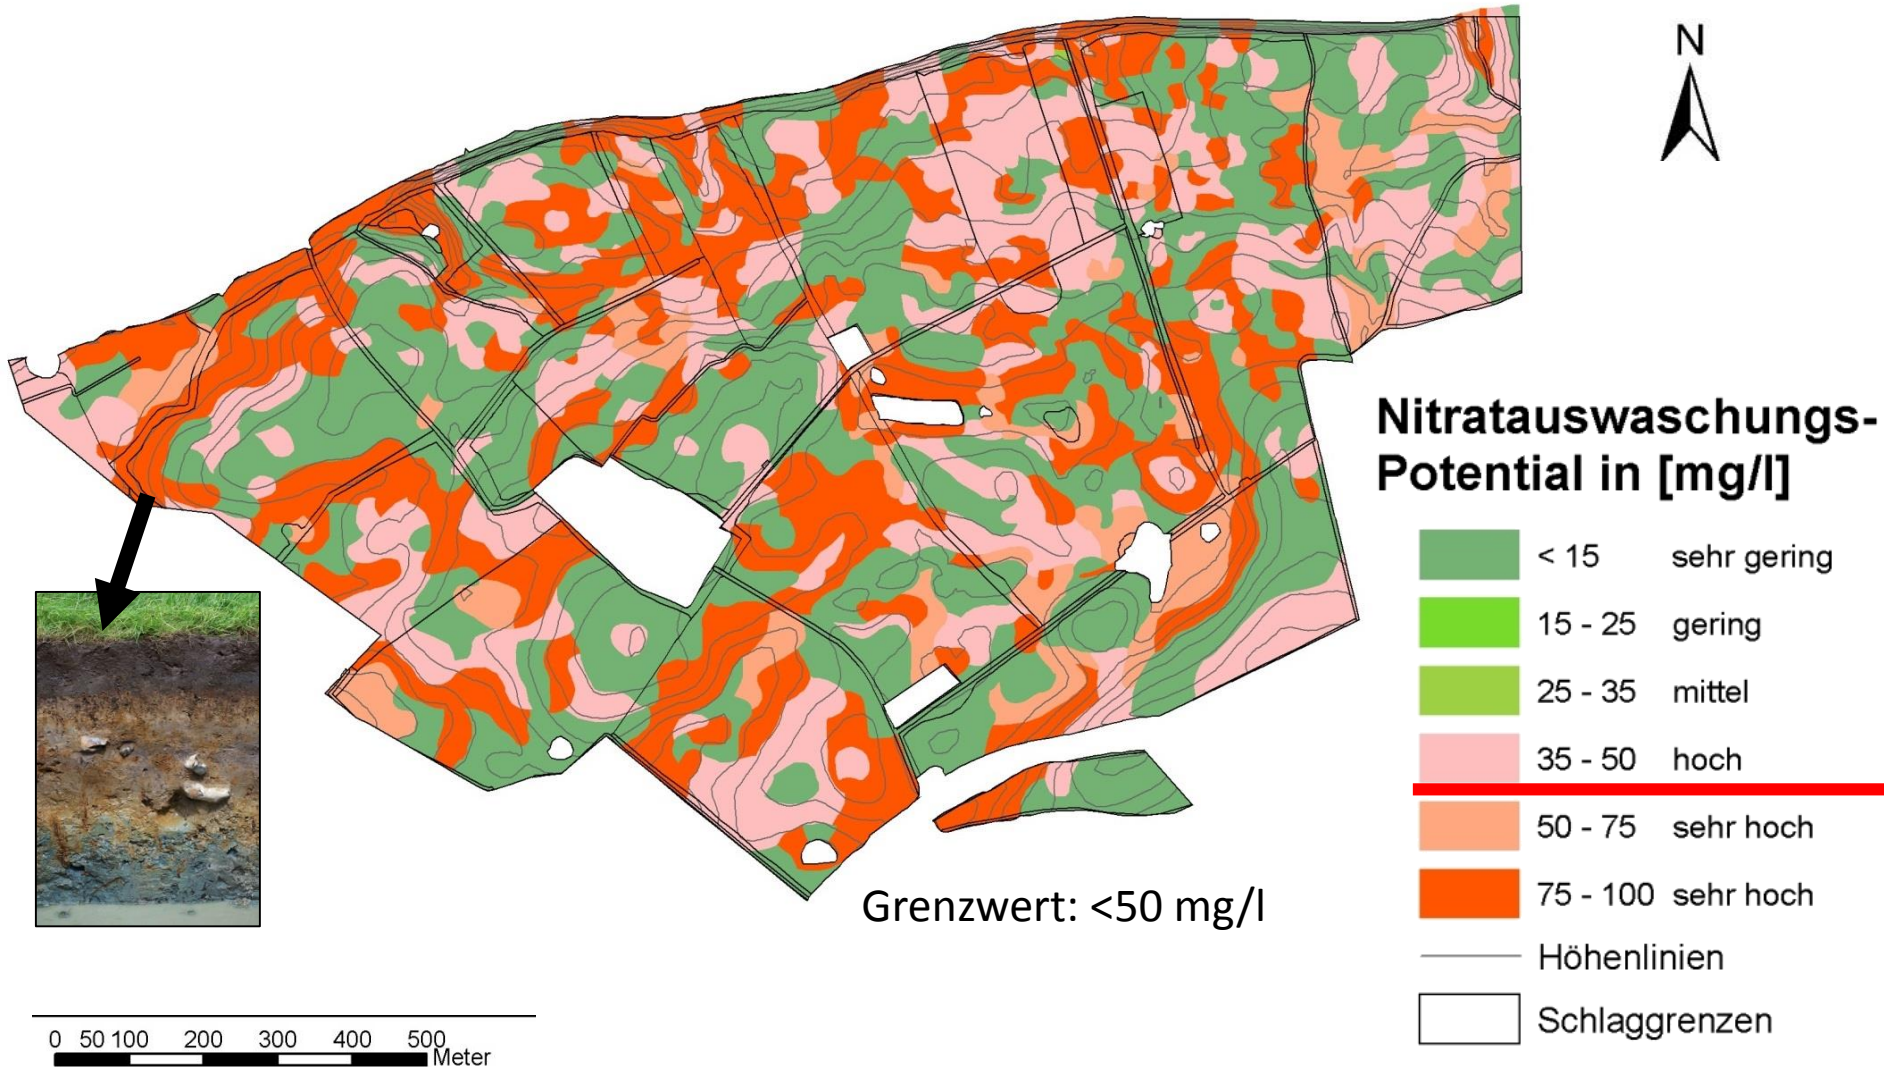 N
Nitratauswaschungs-
Potential in [mg/l]
< 15 sehr gering
15 - 25 gering
25 - 35 mittel
35 - 50 hoch
50 - 75 sehr hoch
75 - 100 sehr hoch
Höhenlinien
Schlaggrenzen
Grenzwert: <50 mg/l
0 50 100 200 300 400 500
Meter